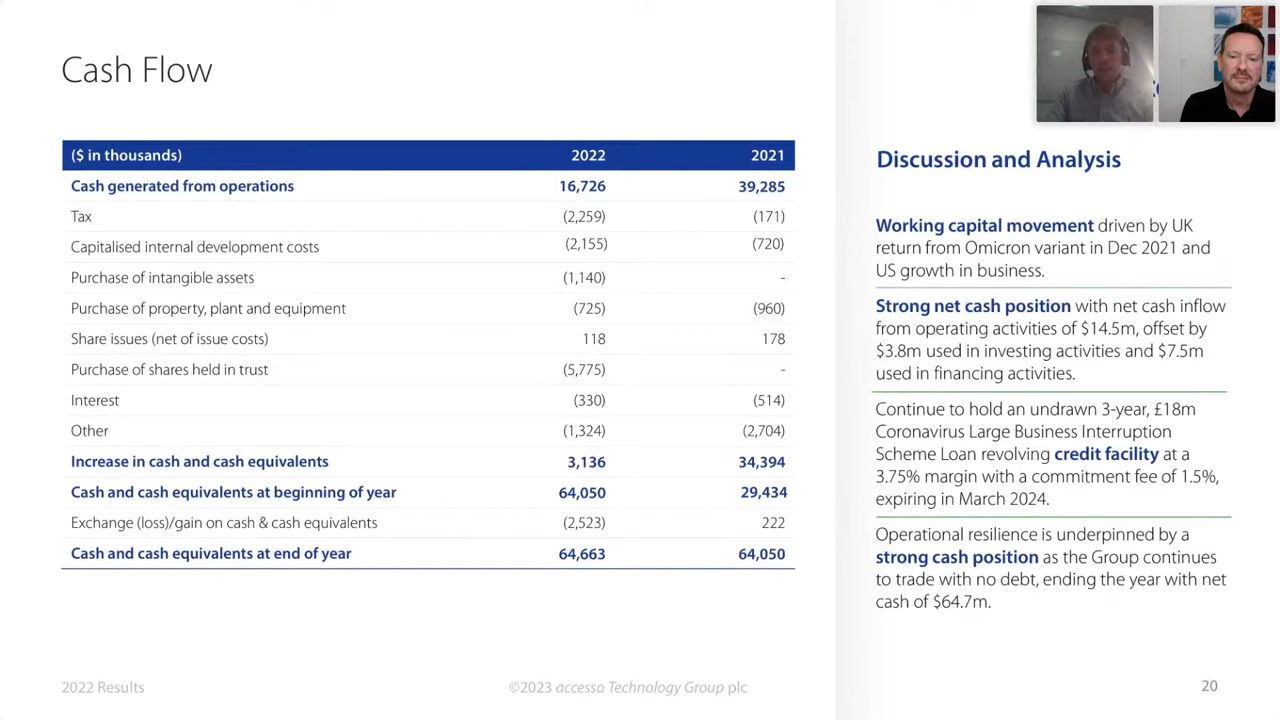 Cash Flow
($ in thousands) 2022 2021
Cash generated from operations 16,726 39,285
Tax (2,259) (171)
Capitalised internal development costs (2,155) (720)
Purchase of intangible assets (1,140) -
Purchase of property, plant and equipment (725) (960)
Share issues (net of issue costs) 118 178
Purchase of shares held in trust (5,775) -
Interest (330) (514)
Other (1,324) (2,704)
Increase in cash and cash equivalents 3,136 34,394
Cash and cash equivalents at beginning of year 64,050 29,434
Exchange (loss)/gain on cash & cash equivalents (2,523) 222
Cash and cash equivalents at end of year 64,663 64,050
Discussion and Analysis
Working capital movement driven by UK
return from Omicron variant in Dec 2021 and
US growth in business.
Strong net cash position with net cash inflow
from operating activities of $14.5m, offset by
$3.8m used in investing activities and $7.5m
used in financing activities.
Continue to hold an undrawn 3-year, £18m
Coronavirus Large Business Interruption
Scheme Loan revolving credit facility at a
3.75% margin with a commitment fee of 1.5%,
expiring in March 2024.
Operational resilience is underpinned by a
strong cash position as the Group continues
to trade with no debt, ending the year with net
cash of $64.7m.
2022 Results
©2023 accesso Technology Group plc
20